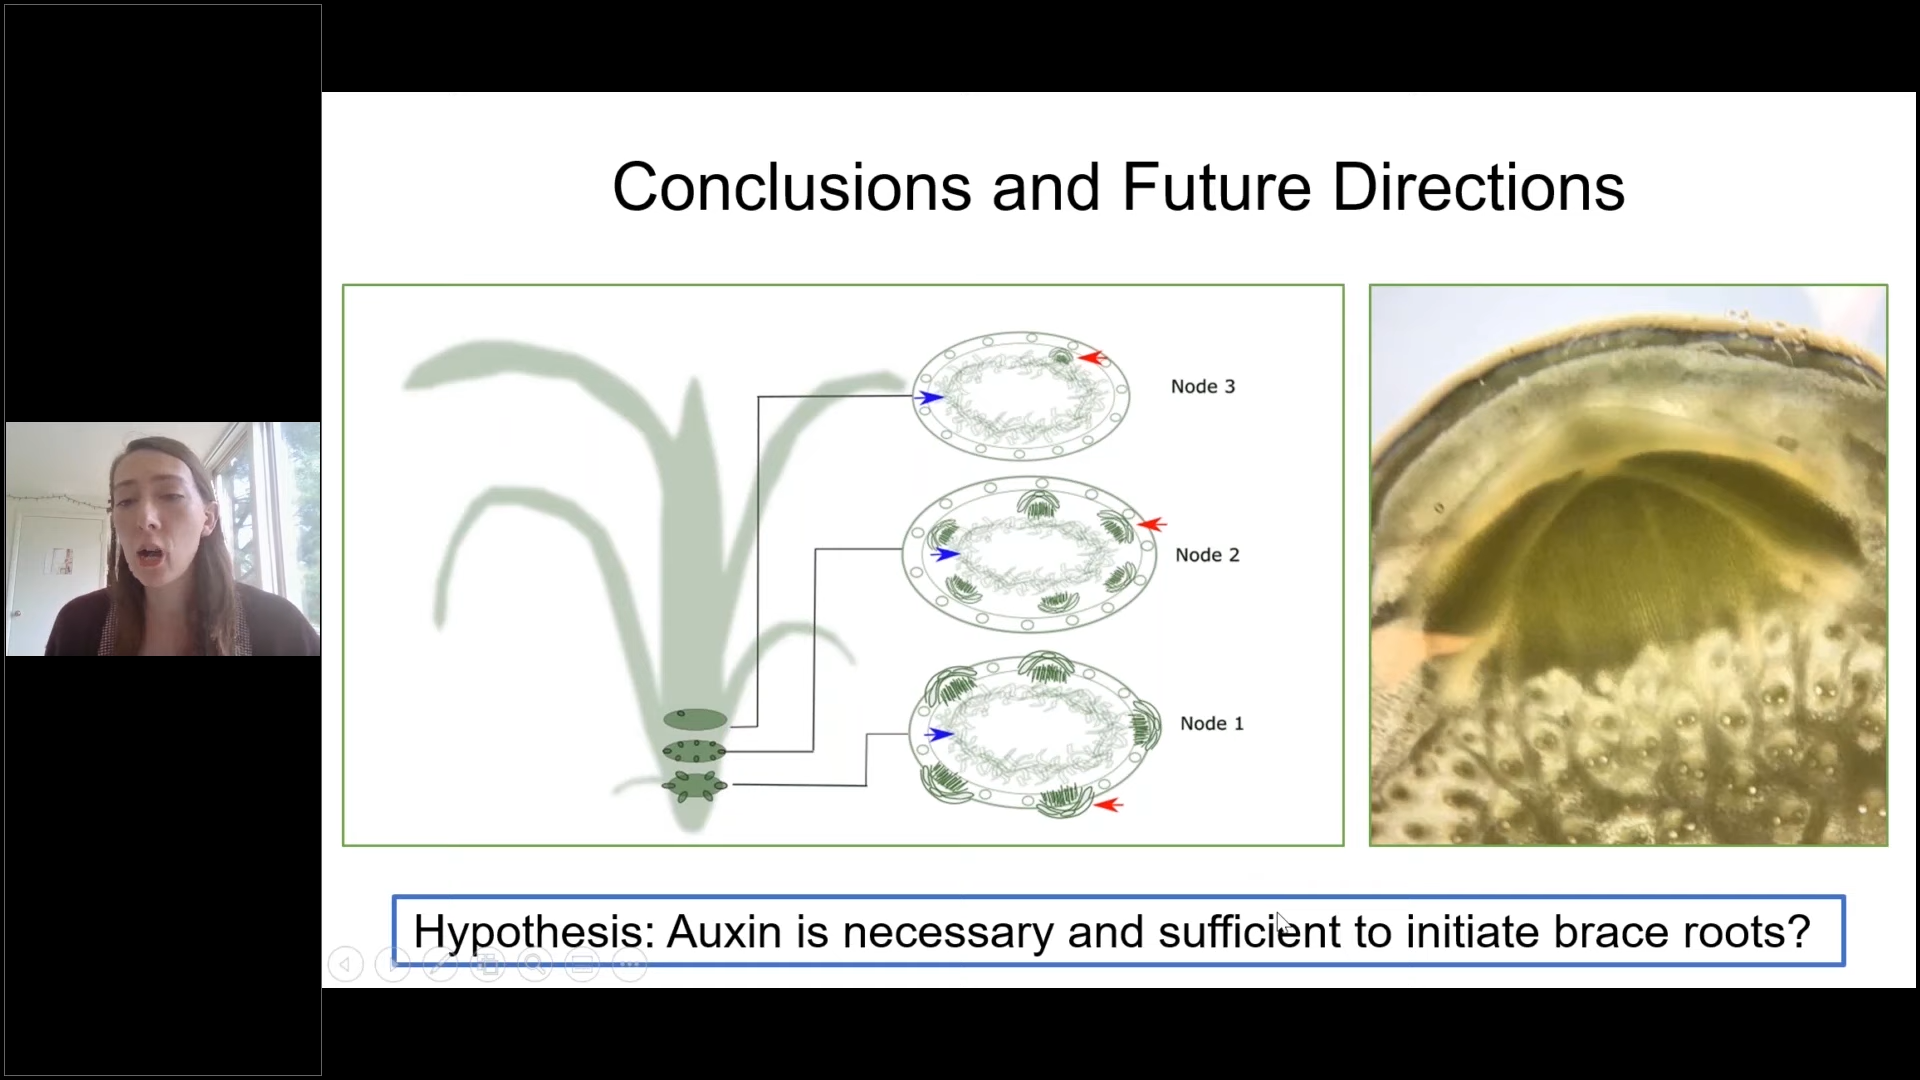 Conclusions and Future Directions
Node 3
Node 2
Node 1
Hypothesis: Auxin is necessary and sufficient to initiate brace roots?